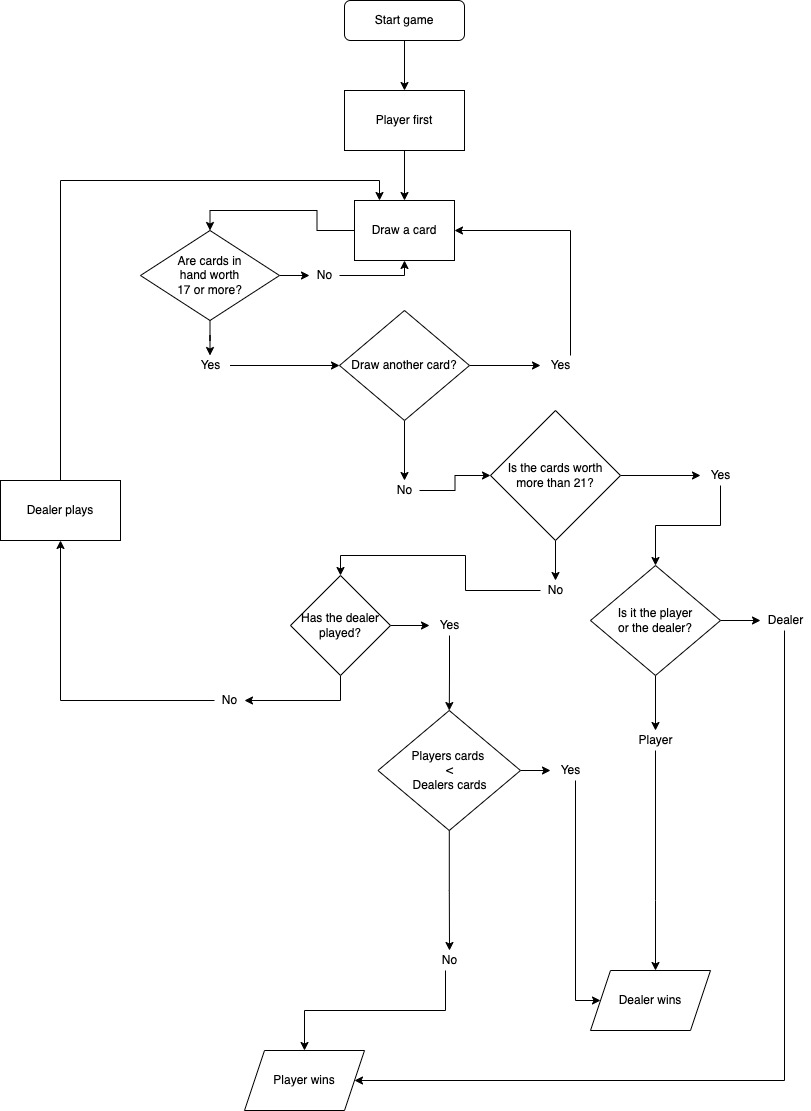 Start game
Player first
Draw a card
Are cards in
hand worth
17 or more?
No
Yes
Draw another card?
Yes
No
Is the cards worth
more than 21?
Yes
Dealer plays
No
Has the dealer
played?
Yes
Is it the player
or the dealer?
Dealer
No
Player
Players cards
<
Dealers cards
Yes
No
Dealer wins
Player wins